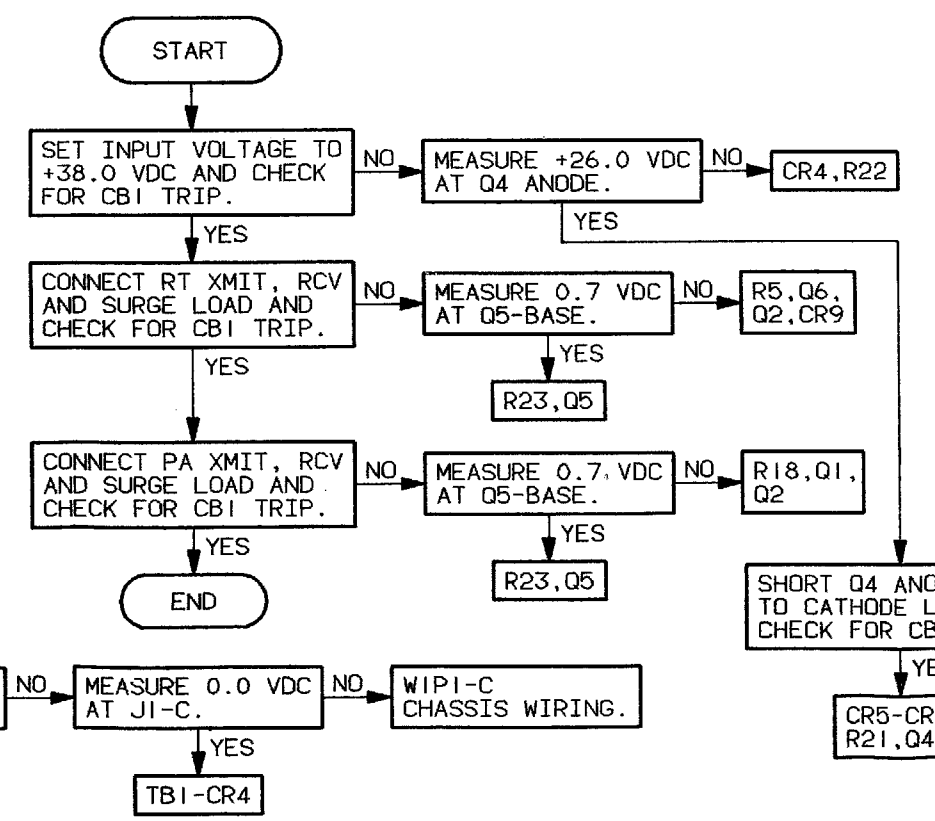 START
SET INPUT VOLTAGE TO
+38.0 VDC AND CHECK
FOR CB1 TRIP.
NO
MEASURE +26.0 VDC
AT Q4 ANODE.
NO
CR4,R22
YES
YES
CONNECT RT XMIT, RCV
AND SURGE LOAD AND
CHECK FOR CB1 TRIP.
NO
MEASURE 0.7 VDC
AT Q5-BASE.
NO
R5,Q6,
Q2,CR9
YES
YES
R23,Q5
CONNECT PA XMIT, RCV
AND SURGE LOAD AND
CHECK FOR CB1 TRIP.
NO
MEASURE 0.7 VDC
AT Q5-BASE.
NO
R18,Q1,
Q2
YES
YES
END
R23,Q5
SHORT Q4
TO CATHODE
CHECK FOR
NO
MEASURE 0.0 VDC
AT J1-C.
NO
W1P1-C
CHASSIS WIRING.
YES
TB1-CR4
R21,Q4